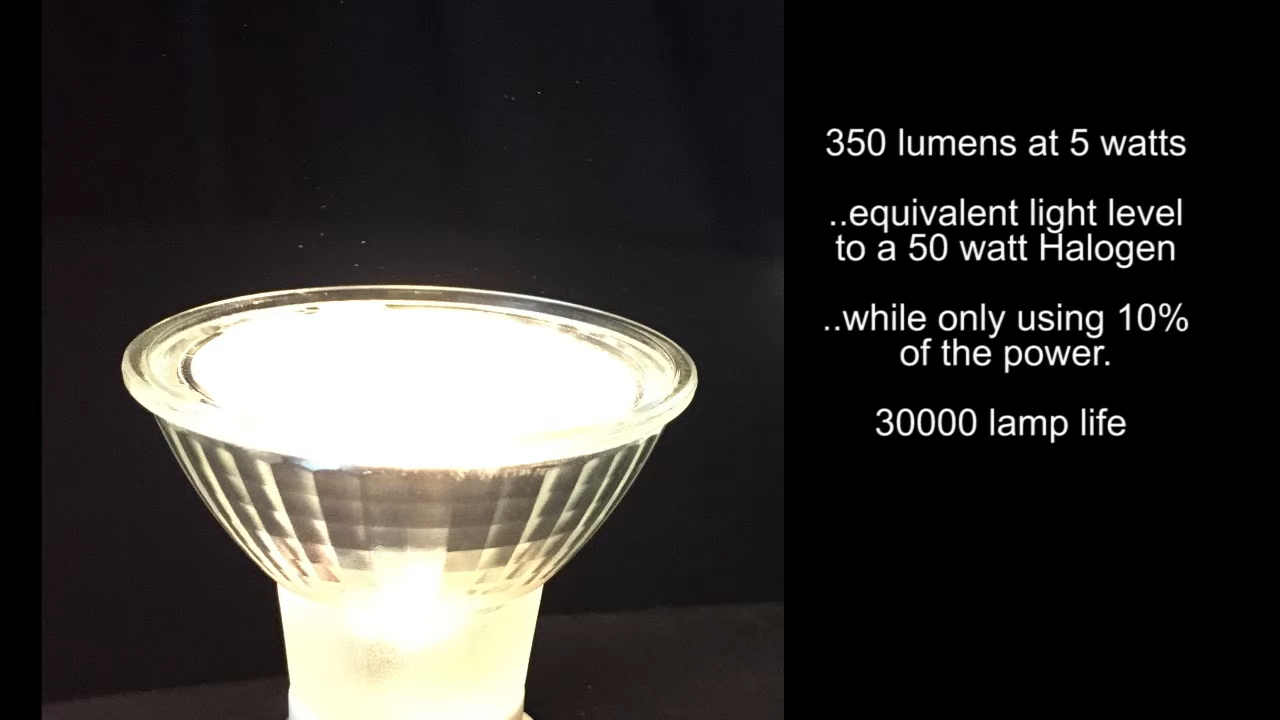 350 lumens at 5 watts
..equivalent light level
to a 50 watt Halogen
..while only using 10%
of the power.
30000 lamp life